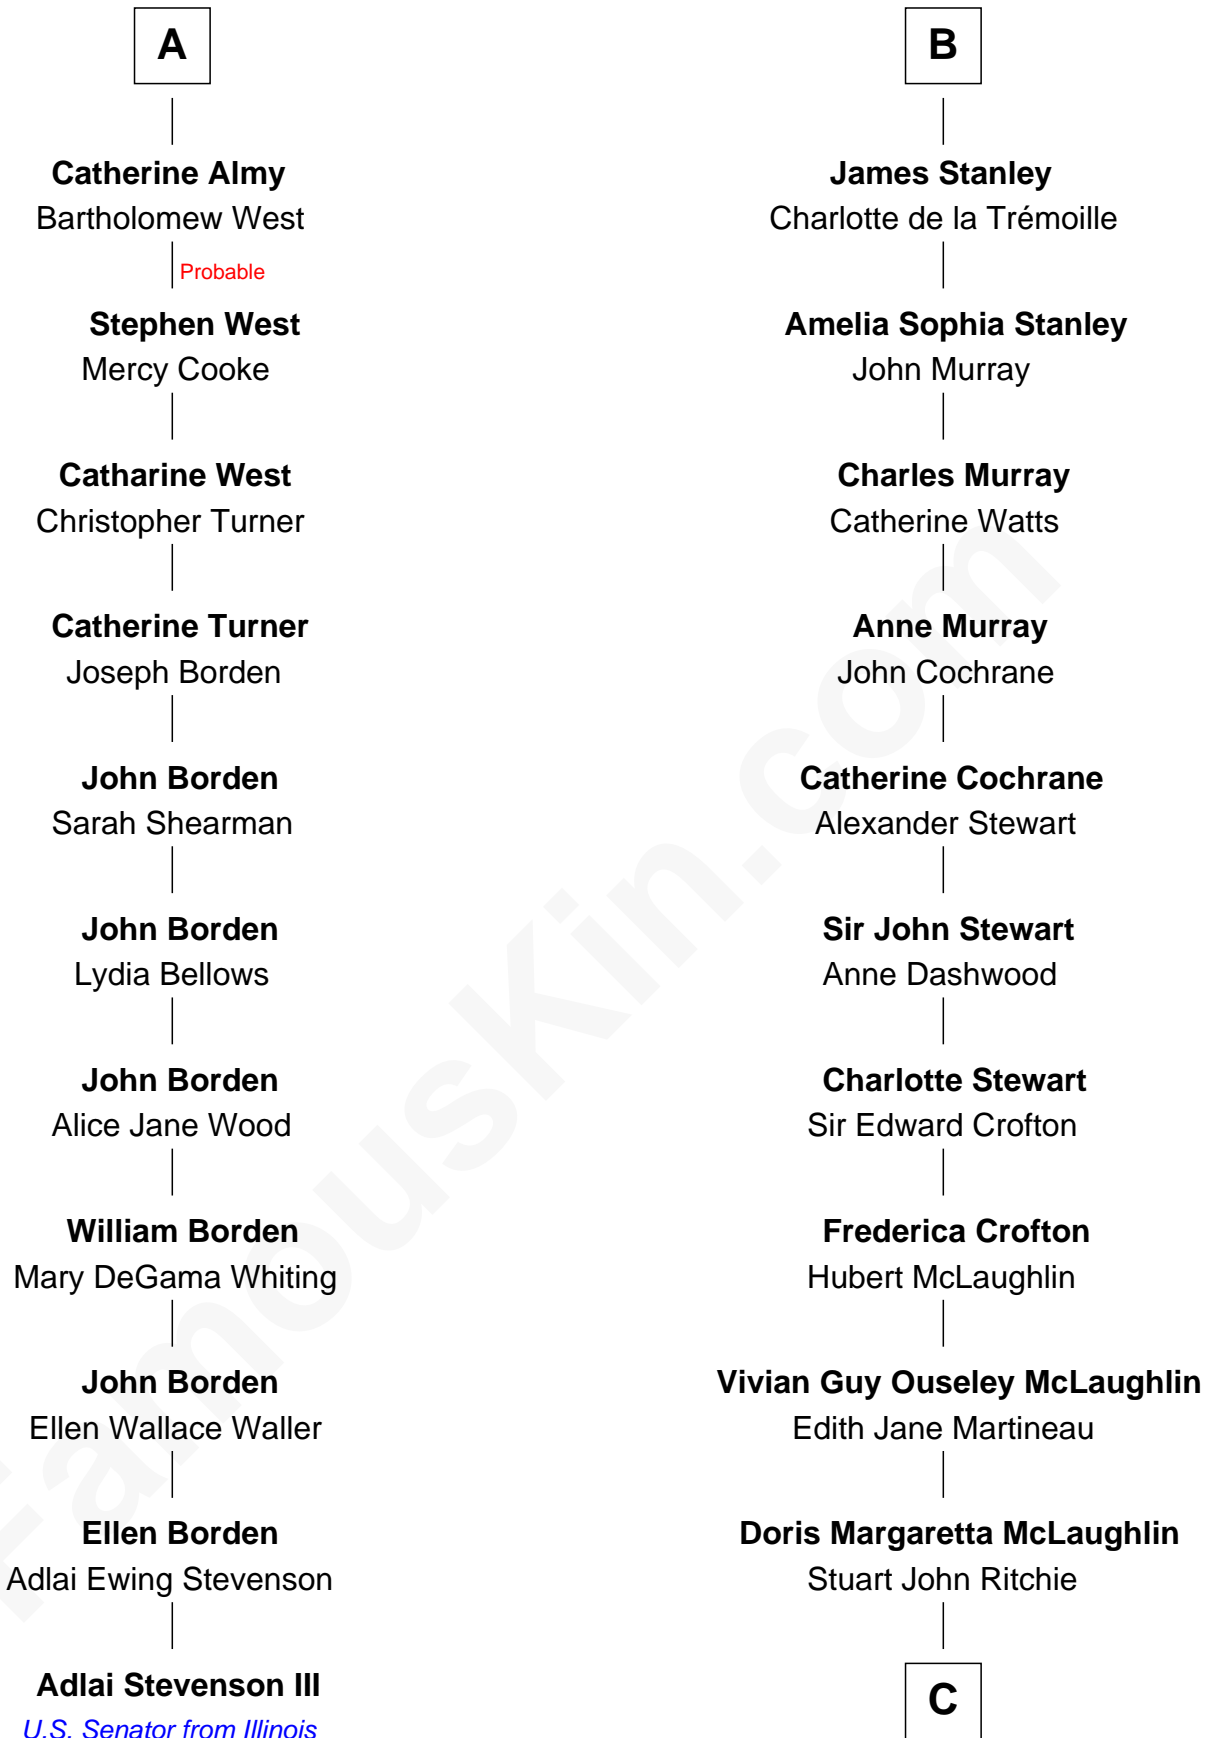 A
Catherine Almy
Bartholomew West
Probable
Stephen West
Mercy Cooke
Catharine West
Christopher Turner
Catherine Turner
Joseph Borden
John Borden
Sarah Shearman
John Borden
Lydia Bellows
John Borden
Alice Jane Wood
William Borden
Mary DeGama Whiting
John Borden
Ellen Wallace Waller
Ellen Borden
Adlai Ewing Stevenson
Adlai Stevenson III
U.S. Senator from Illinois
B
James Stanley
Charlotte de la Trémoille
Amelia Sophia Stanley
John Murray
Charles Murray
Catherine Watts
Anne Murray
John Cochrane
Catherine Cochrane
Alexander Stewart
Sir John Stewart
Anne Dashwood
Charlotte Stewart
Sir Edward Crofton
Frederica Crofton
Hubert McLaughlin
Vivian Guy Ouseley McLaughlin
Edith Jane Martineau
Doris Margaretta McLaughlin
Stuart John Ritchie
C
FamousKin.com